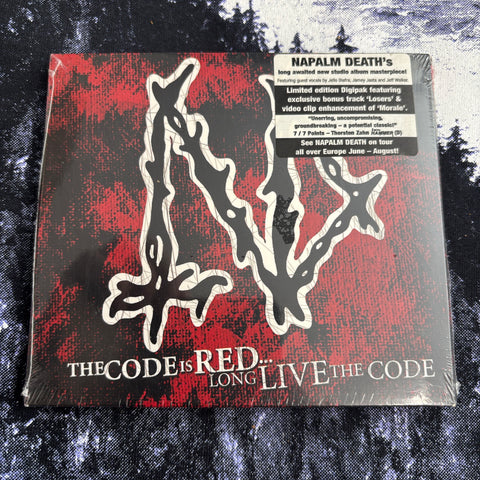 NAPALM DEATH's
long awaited new studio album masterpiece!
Featuring guest vocals by Jello Biafra, Jamey Jasta and Jeff Walker.
Limited edition Digipak featuring
exclusive bonus track 'Losers' &
video clip enhancement of 'Morale'.
"Unerring, uncompromising,
groundbreaking – a potential classic!"
7 / 7 Points – Thorsten Zahn HAMMER (D)
See NAPALM DEATH on tour
all over Europe June – August!
THE CODE IS RED...
LONG LIVE THE CODE